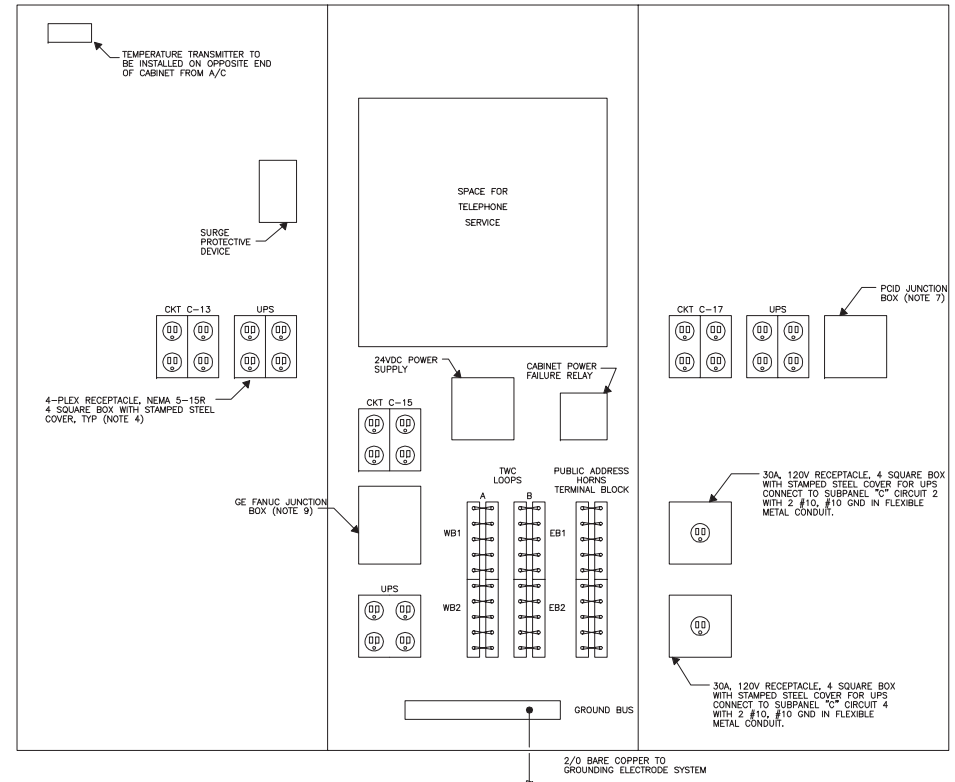 TEMPERATURE TRANSMITTER TO
BE INSTALLED ON OPPOSITE END
OF CABINET FROM A/C
SPACE FOR
TELEPHONE
SERVICE
SURGE
PROTECTIVE
DEVICE
PCID JUNCTION
BOX (NOTE 7)
CKT C-13
UPS
CKT C-17
UPS
24VDC POWER
SUPPLY
CABINET POWER
FAILURE RELAY
4-PLEX RECEPTACLE, NEMA 5-15R
4 SQUARE BOX WITH STAMPED STEEL
COVER, TYP (NOTE 4)
CKT C-15
TWC
LOOPS
A
B
PUBLIC ADDRESS
HORNS
TERMINAL BLOCK
30A, 120V RECEPTACLE, 4 SQUARE BOX
WITH STAMPED STEEL COVER FOR UPS
CONNECT TO SUBPANEL "C" CIRCUIT 2
WITH 2 #10, #10 GND IN FLEXIBLE
METAL CONDUIT.
GE FANUC JUNCTION
BOX (NOTE 9)
WB1
EB1
UPS
WB2
EB2
30A, 120V RECEPTACLE, 4 SQUARE BOX
WITH STAMPED STEEL COVER FOR UPS
CONNECT TO SUBPANEL "C" CIRCUIT 4
WITH 2 #10, #10 GND IN FLEXIBLE
METAL CONDUIT.
GROUND BUS
2/0 BARE COPPER TO
GROUNDING ELECTRODE SYSTEM